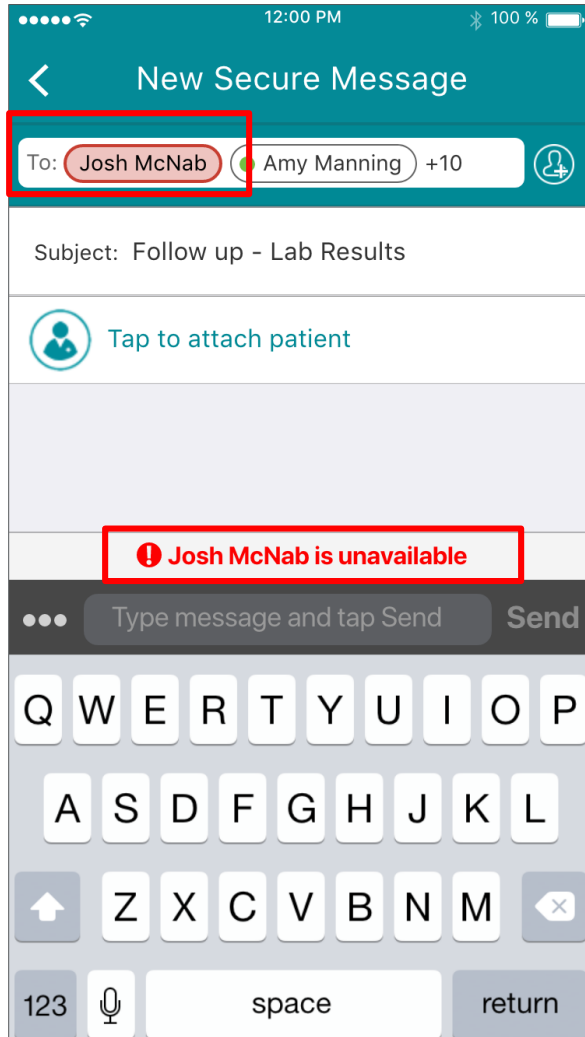 12:00 PM 100 %
New Secure Message
To: Josh McNab Amy Manning +10
Subject: Follow up - Lab Results
Tap to attach patient
Josh McNab is unavailable
Type message and tap Send Send
Q W E R T Y U I O P
A S D F G H J K L
Z X C V B N M
123 space return